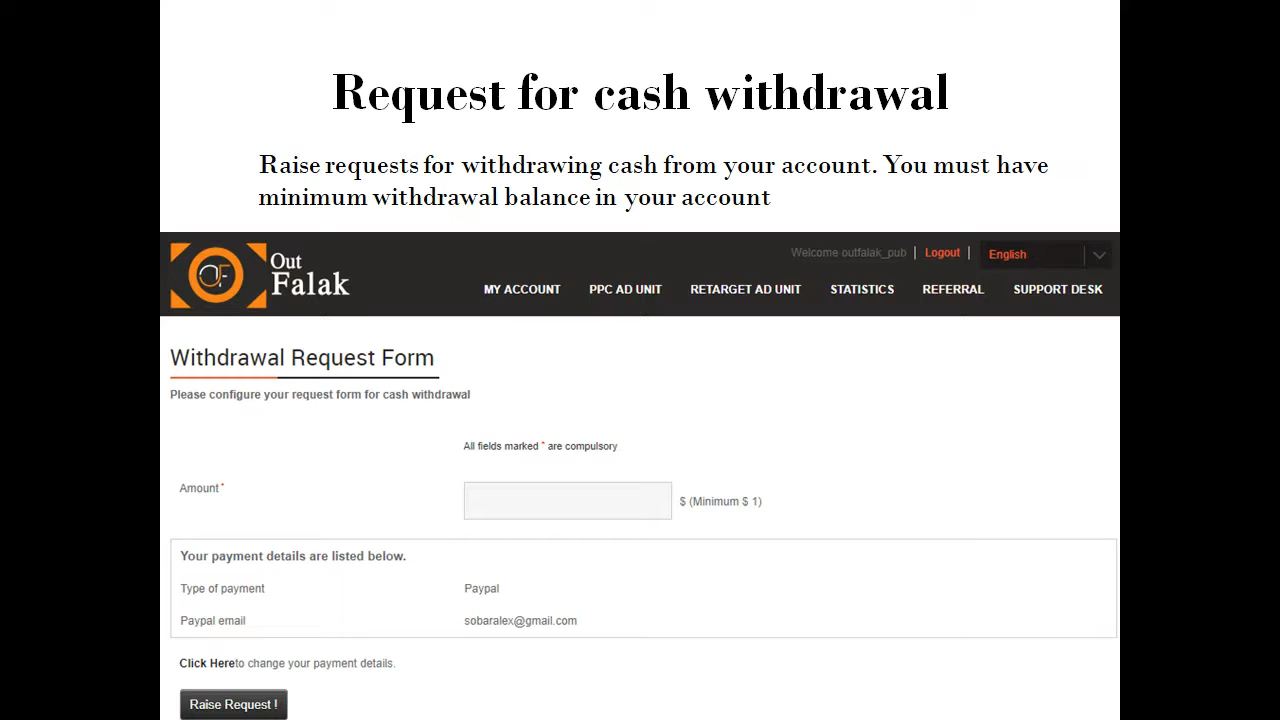 Request for cash withdrawal
Raise requests for withdrawing cash from your account. You must have
minimum withdrawal balance in your account
Out
Falak
Welcome outfalak_pub | Logout | English
MY ACCOUNT PPC AD UNIT RETARGET AD UNIT STATISTICS REFERRAL SUPPORT DESK
Withdrawal Request Form
Please configure your request form for cash withdrawal
All fields marked * are compulsory
Amount *
$ (Minimum $ 1)
Your payment details are listed below.
Type of payment Paypal
Paypal email sobaralex@gmail.com
Click Hereto change your payment details.
Raise Request !